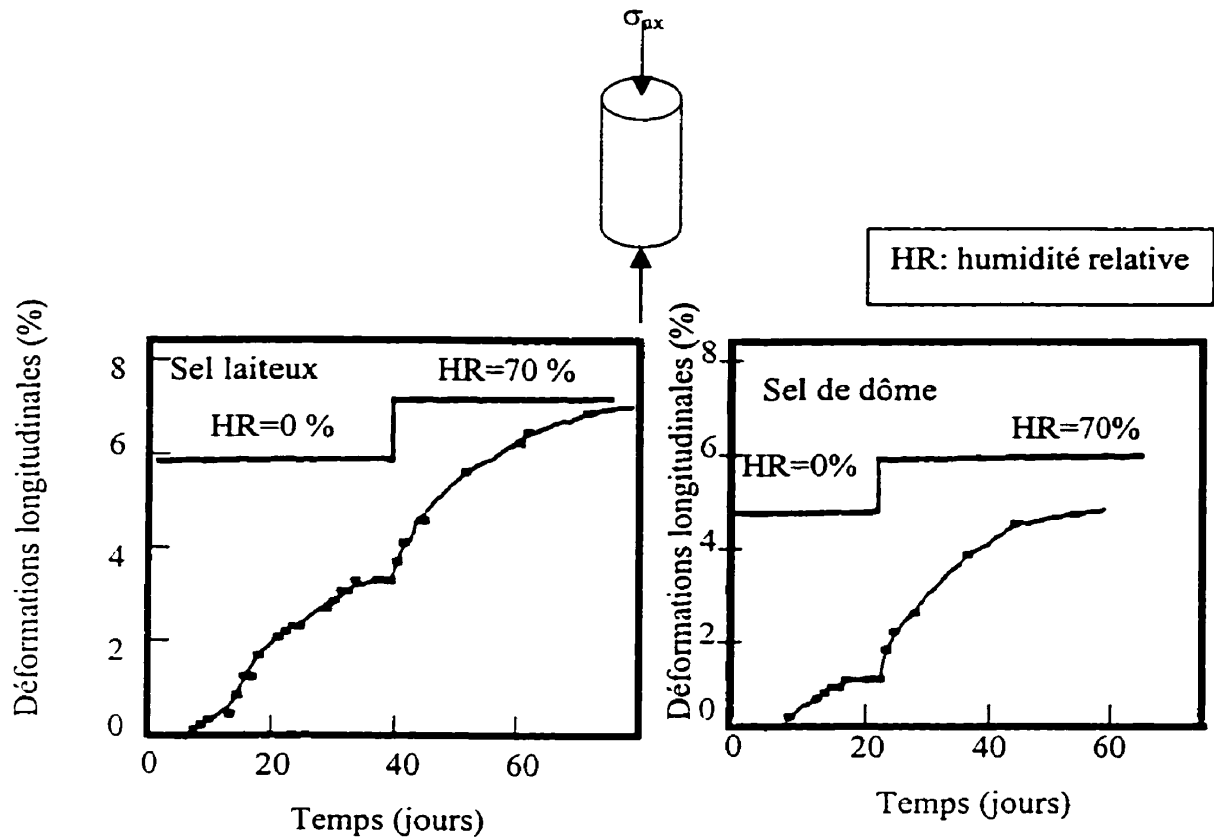 σax
HR: humidité relative
Déformations longitudinales (%)
8
6
4
2
0
Sel laiteux
HR=70 %
HR=0 %
0
20
40
60
Temps (jours)
Déformations longitudinales (%)
8
6
4
2
0
Sel de dôme
HR=70%
HR=0%
0
20
40
60
Temps (jours)